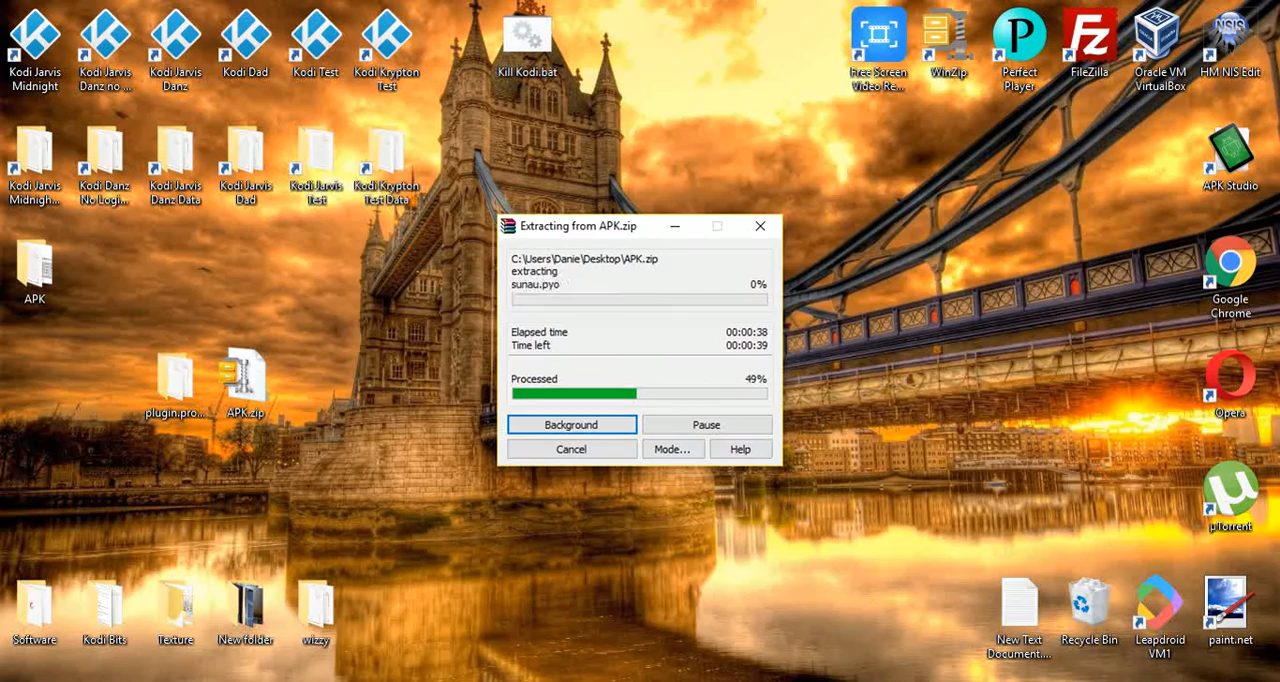 Kodi Jarvis
Midnight
Kodi Jarvis
Danz no ...
Kodi Jarvis
Danz
Kodi Dad
Kodi Test
Kodi Krypton
Test
Kill Kodi.bat
Free Screen
Video Re...
WinZip
Perfect
Player
FileZilla
Oracle VM
VirtualBox
NSIS
HM NIS Edit
Kodi Jarvis
Midnigh...
Kodi Danz
No Logi...
Kodi Jarvis
Danz Data
Kodi Jarvis
Dad
Kodi Jarvis
Test
Kodi Krypton
Test Data
APK Studio
Extracting from APK.zip
C:\Users\Danie\Desktop\APK.zip
extracting
sunau.pyo 0%
Elapsed time 00:00:38
Time left 00:00:39
Processed 49%
Background Pause
Cancel Mode... Help
APK
Google
Chrome
plugin.pro...
APK.zip
Opera
µTorrent
Software
Kodi Bits
Texture
New folder
wizzy
New Text
Document....
Recycle Bin
Leapdroid
VM1
paint.net